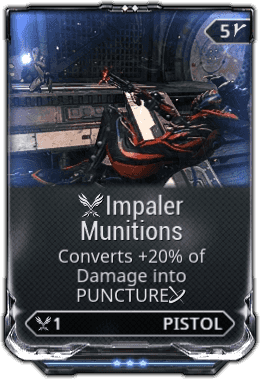 5
Impaler
Munitions
Converts +20% of
Damage into
PUNCTURE
1 PISTOL